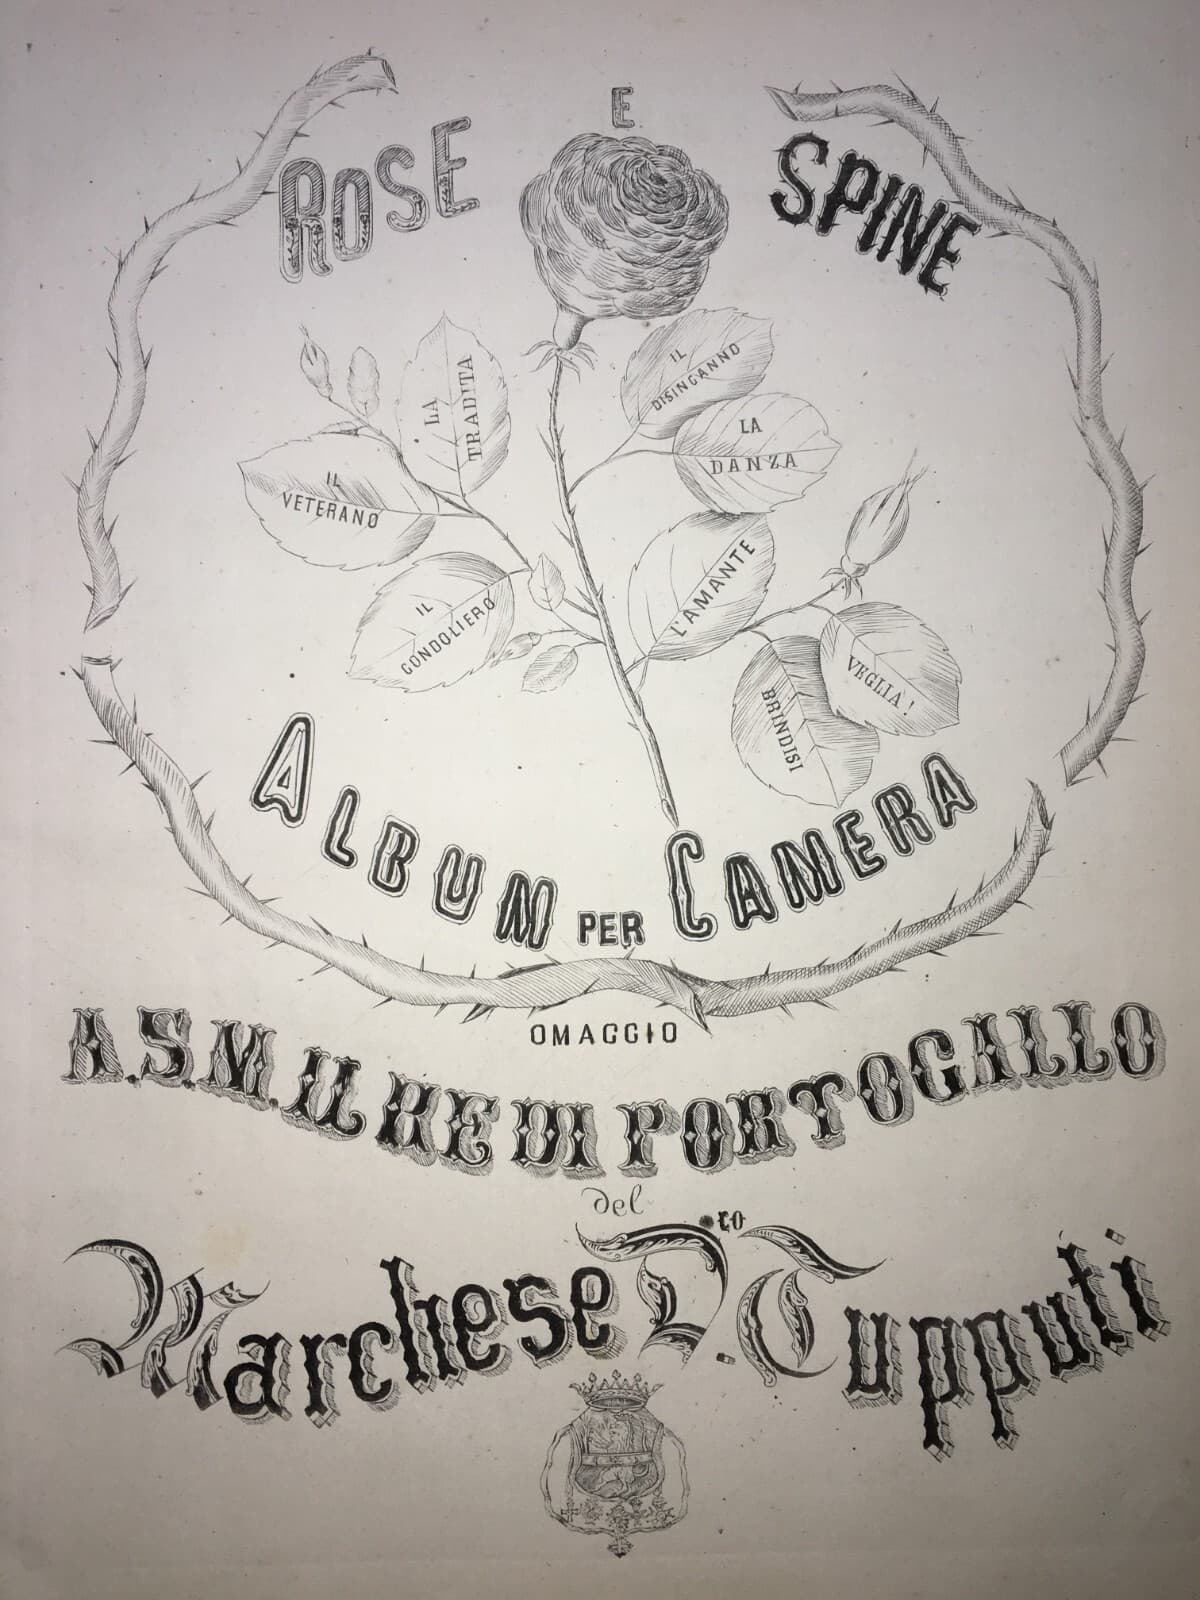 ROSE E SPINE
LA
TRADITA
IL
VETERANO
IL
GONDOLIERO
IL
DISINGANNO
LA
DANZA
L'AMANTE
VEGLIA!
BRINDISI
ALBUM PER CAMERA
OMAGGIO
A.S.M. IL RE DI PORTOGALLO
del
Marchese D.co Tupputi